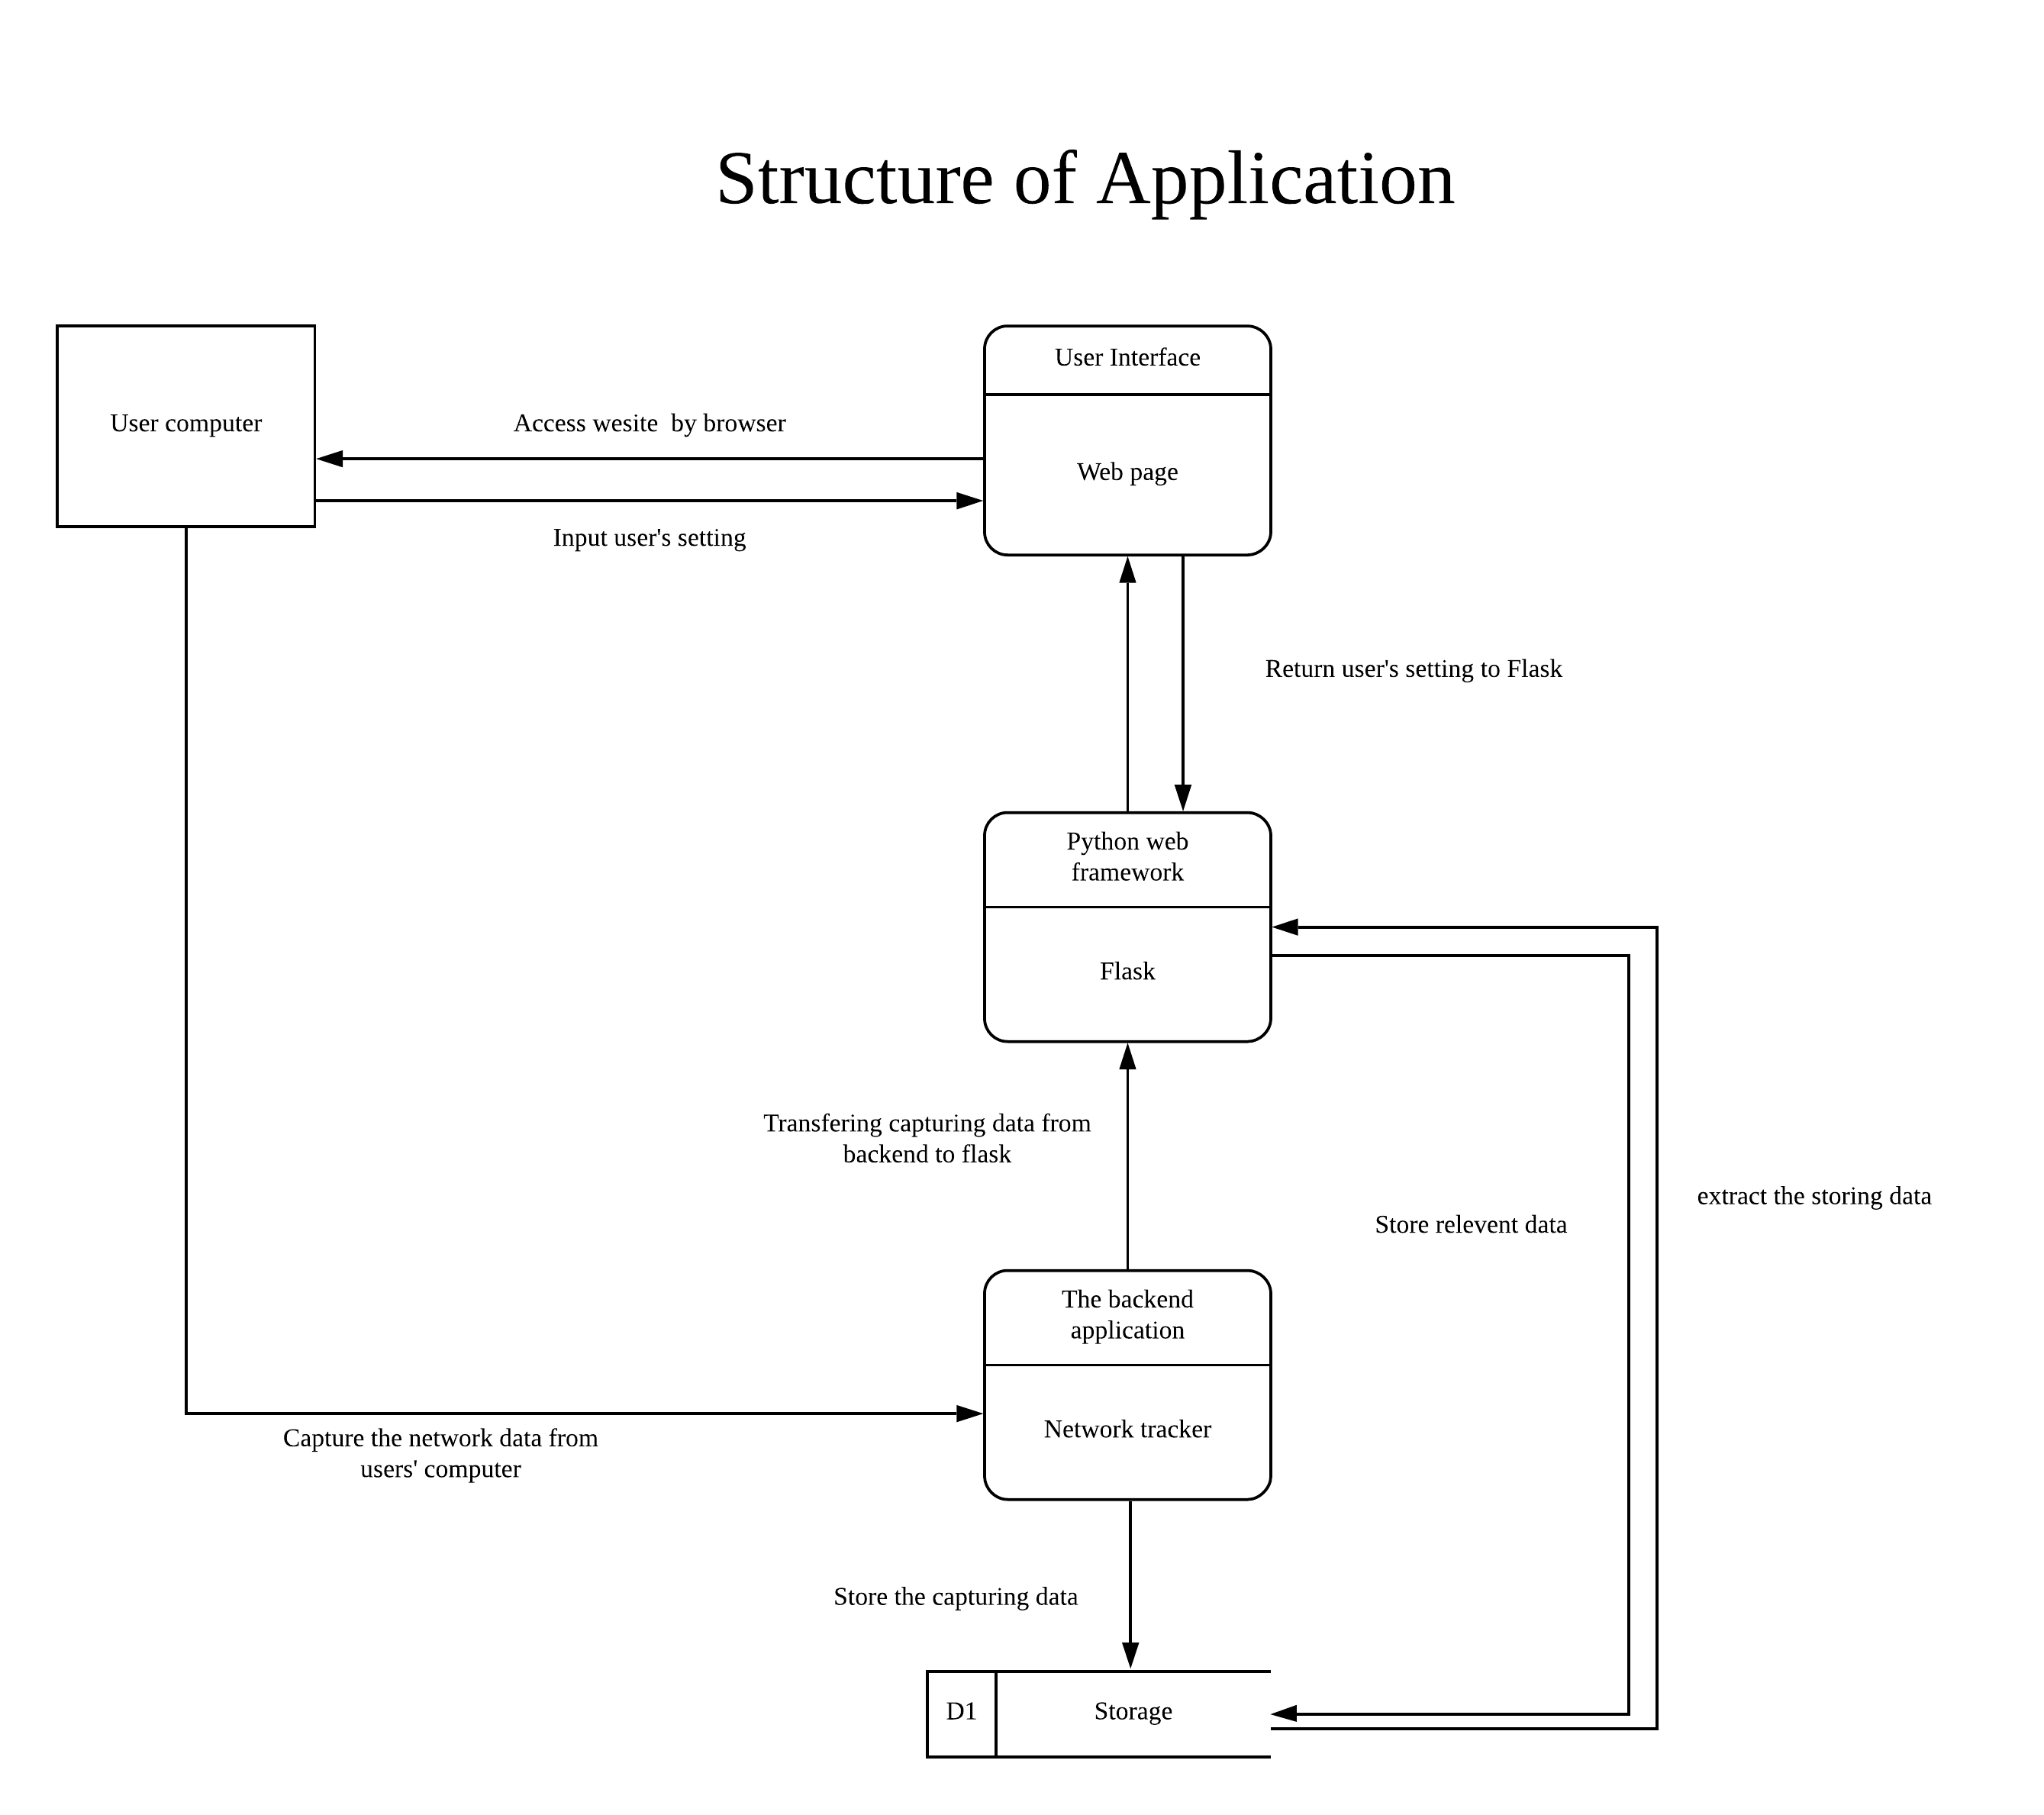 Structure of Application
User computer
Access wesite  by browser
Input user's setting
User Interface
Web page
Return user's setting to Flask
Python web
framework
Flask
Transfering capturing data from
backend to flask
Store relevent data
extract the storing data
The backend
application
Network tracker
Capture the network data from
users' computer
Store the capturing data
D1
Storage